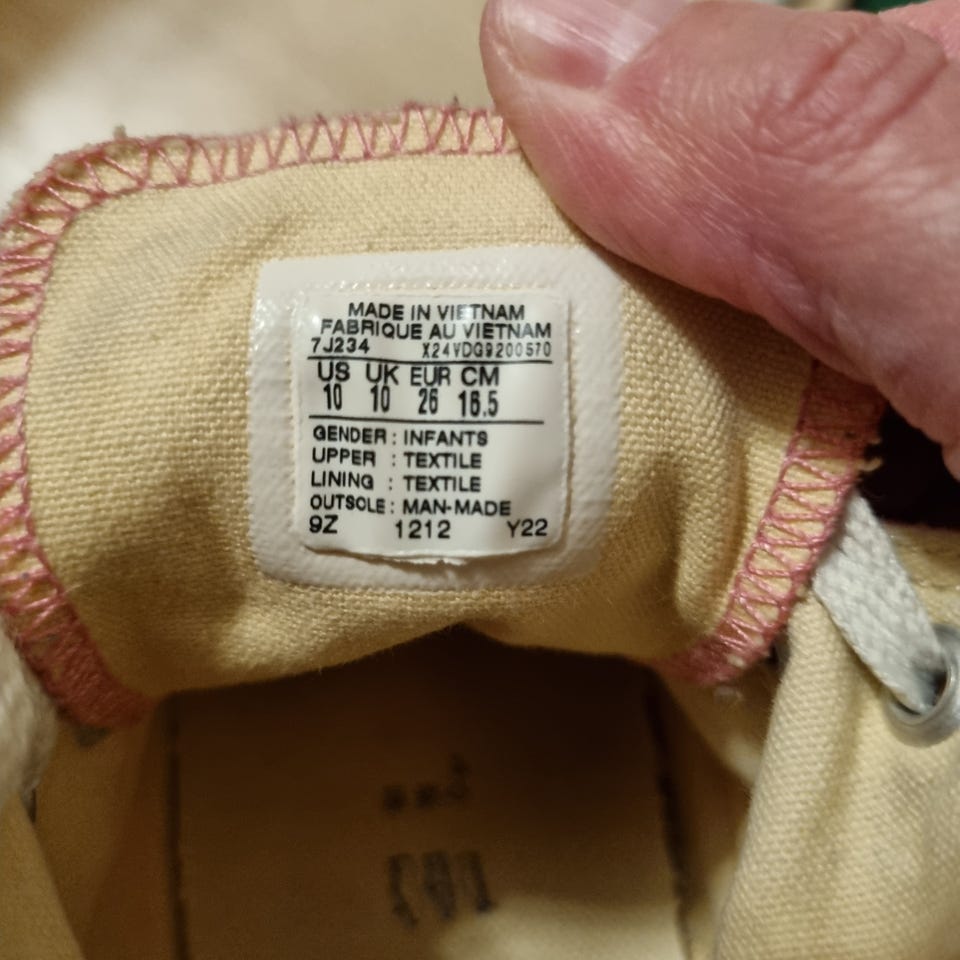 MADE IN VIETNAM
FABRIQUE AU VIETNAM
7J234 X24VDG9200570
US UK EUR CM
10 10 26 16.5
GENDER : INFANTS
UPPER : TEXTILE
LINING : TEXTILE
OUTSOLE : MAN-MADE
9Z 1212 Y22